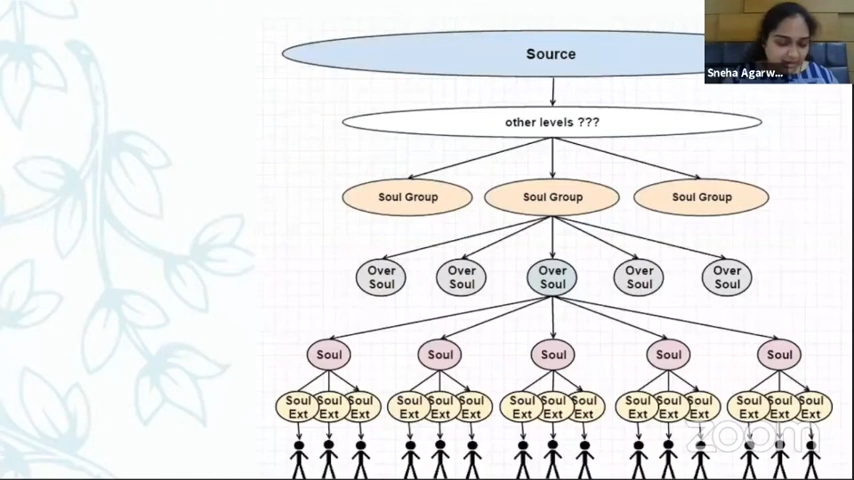 Source
Sneha Agarw...
other levels ???
Soul Group Soul Group Soul Group
Over Over Over Over Over
Soul Soul Soul Soul Soul
Soul Soul Soul Soul Soul
Soul Soul Soul Soul Soul Soul Soul Soul Soul Soul Soul Soul Soul Soul Soul
Ext Ext Ext Ext Ext Ext Ext Ext Ext Ext Ext Ext Ext Ext Ext
zoom